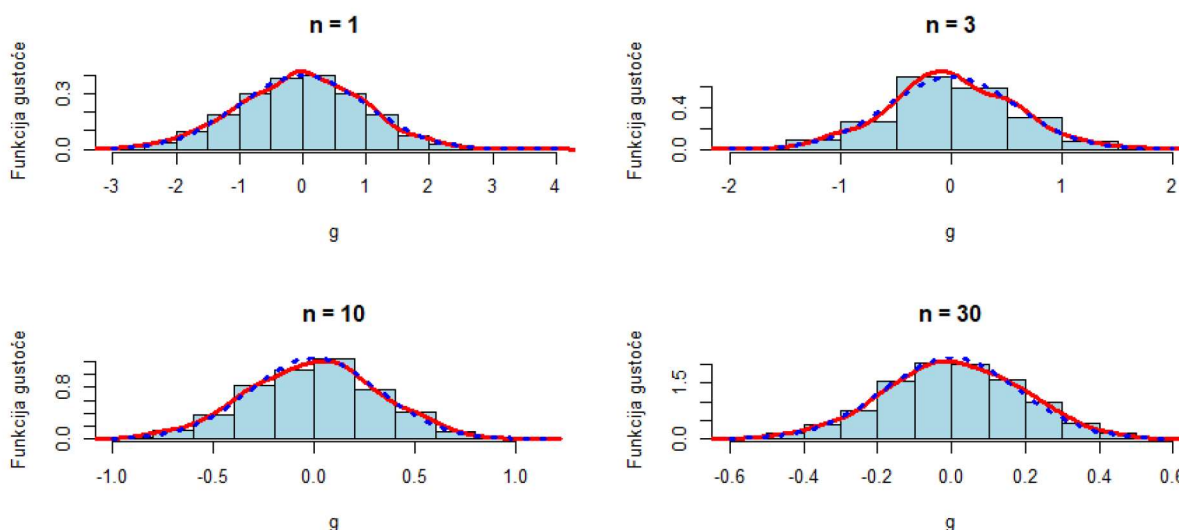 n = 1
Funkcija gustoće
0.0 0.3
-3 -2 -1 0 1 2 3 4
g
n = 3
Funkcija gustoće
0.0 0.4
-2 -1 0 1 2
g
n = 10
Funkcija gustoće
0.0 0.8
-1.0 -0.5 0.0 0.5 1.0
g
n = 30
Funkcija gustoće
0.0 1.5
-0.6 -0.4 -0.2 0.0 0.2 0.4 0.6
g